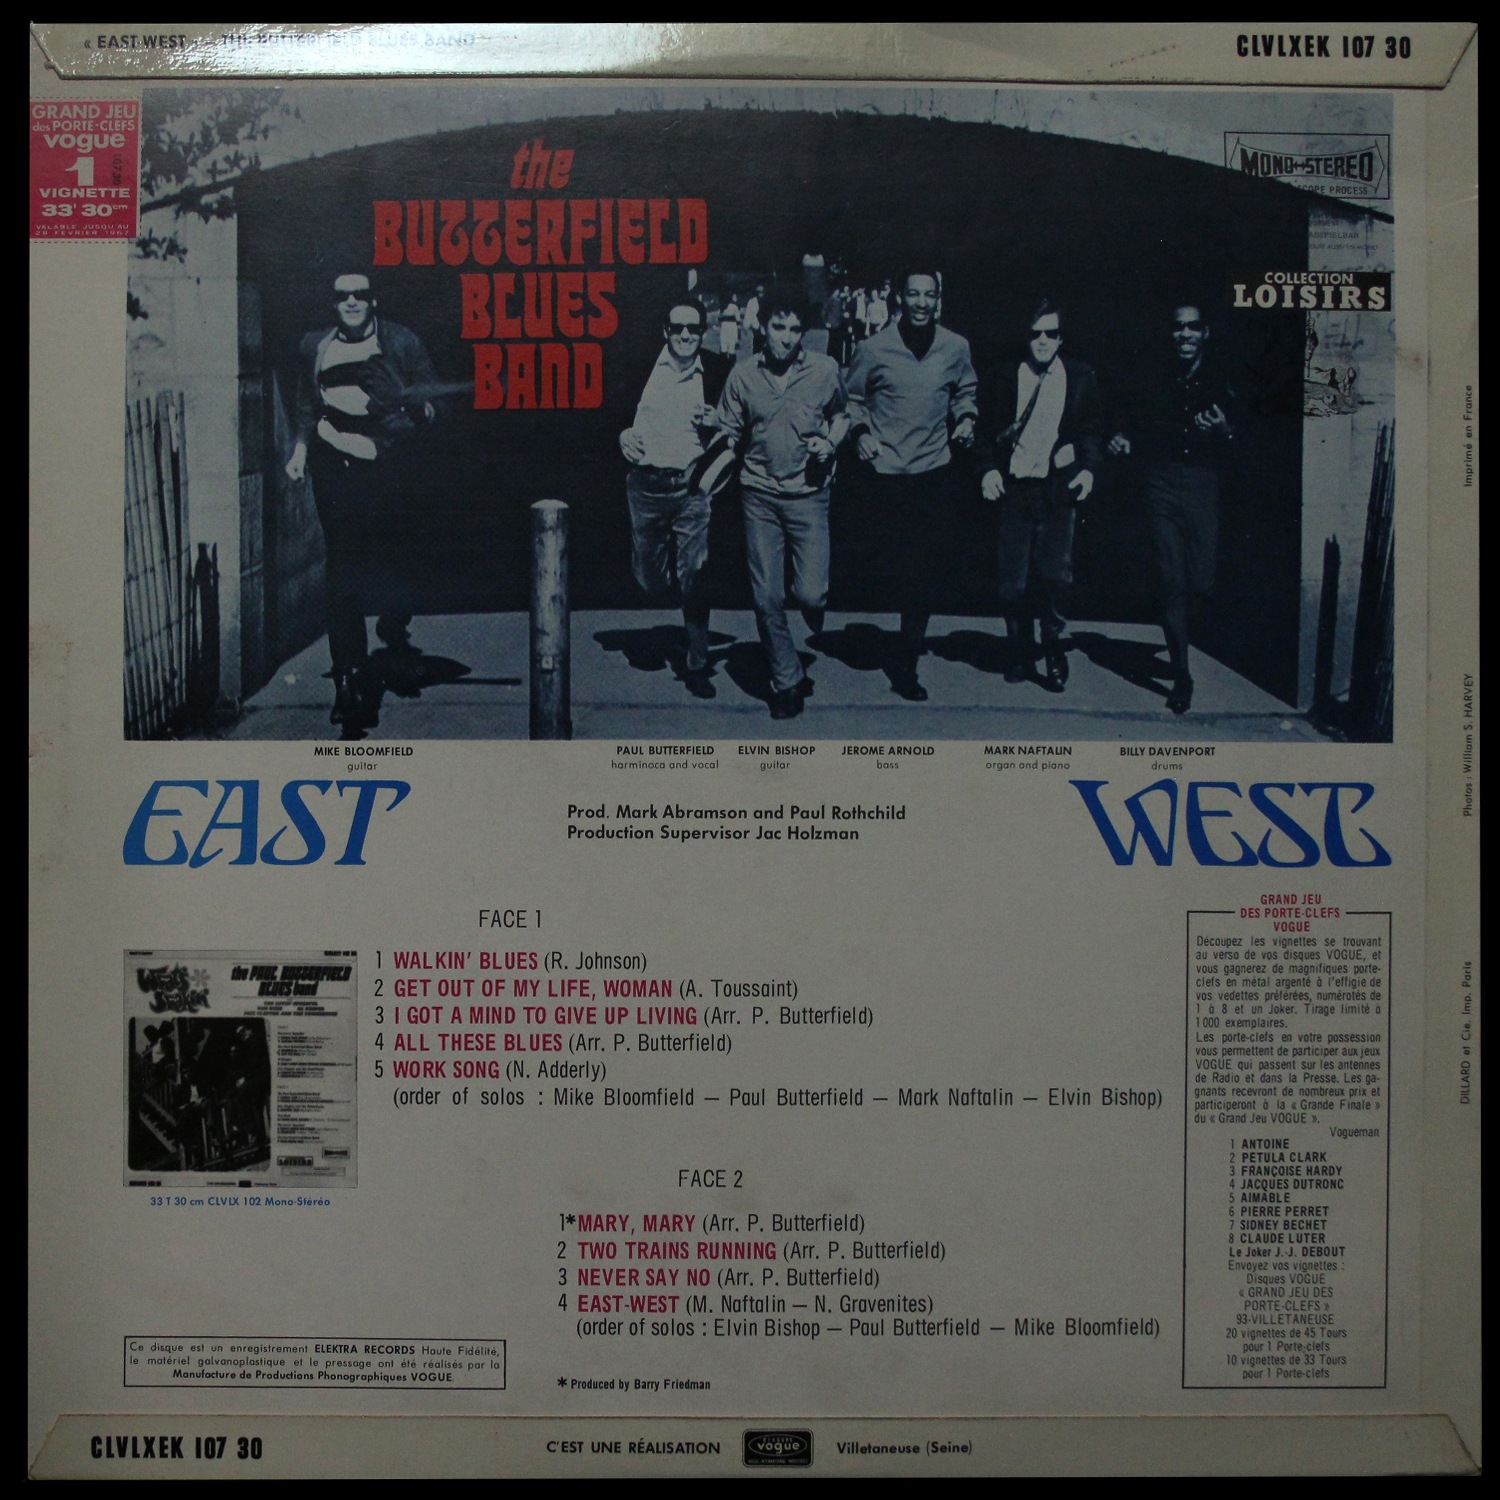 « EAST-WEST » - THE BUTTERFIELD BLUES BAND
CLVLXEK 107 30
GRAND JEU
des PORTE-CLEFS
vogue
1
VIGNETTE
33' 30cm
VALABLE JUSQU'AU
28 FEVRIER 1967
the
BUTTERFIELD
BLUES
BAND
MONO-STEREO
COLLECTION
LOISIRS
MIKE BLOOMFIELD
guitar
PAUL BUTTERFIELD
harminoca and vocal
ELVIN BISHOP
guitar
JEROME ARNOLD
bass
MARK NAFTALIN
organ and piano
BILLY DAVENPORT
drums
EAST
WEST
Prod. Mark Abramson and Paul Rothchild
Production Supervisor Jac Holzman
FACE 1
1 WALKIN' BLUES (R. Johnson)
2 GET OUT OF MY LIFE, WOMAN (A. Toussaint)
3 I GOT A MIND TO GIVE UP LIVING (Arr. P. Butterfield)
4 ALL THESE BLUES (Arr. P. Butterfield)
5 WORK SONG (N. Adderly)
(order of solos : Mike Bloomfield — Paul Butterfield — Mark Naftalin — Elvin Bishop)
the PAUL BUTTERFIELD
BLUES band
33 T 30 cm CLVLX 102 Mono-Stéréo
FACE 2
1*MARY, MARY (Arr. P. Butterfield)
2 TWO TRAINS RUNNING (Arr. P. Butterfield)
3 NEVER SAY NO (Arr. P. Butterfield)
4 EAST-WEST (M. Naftalin — N. Gravenites)
(order of solos : Elvin Bishop — Paul Butterfield — Mike Bloomfield)
* Produced by Barry Friedman
Ce disque est un enregistrement ELEKTRA RECORDS Haute Fidélité,
le matériel galvanoplastique et le pressage ont été réalisés par la
Manufacture de Productions Phonographiques VOGUE.
GRAND JEU
DES PORTE-CLEFS
VOGUE
Découpez les vignettes se trouvant
au verso de vos disques VOGUE, et
vous gagnerez de magnifiques porte-
clefs en métal argenté à l'effigie de
vos vedettes préférées, numérotés de
1 à 8 et un Joker. Tirage limité à
1000 exemplaires.
Les porte-clefs en votre possession
vous permettent de participer aux jeux
VOGUE qui passent sur les antennes
de Radio et dans la Presse. Les ga-
gnants recevront de nombreux prix et
participeront à la « Grande Finale »
du « Grand Jeu VOGUE ».
Vogueman
1 ANTOINE
2 PETULA CLARK
3 FRANÇOISE HARDY
4 JACQUES DUTRONC
5 AIMABLE
6 PIERRE PERRET
7 SIDNEY BECHET
8 CLAUDE LUTER
Le Joker J.-J. DEBOUT
Envoyez vos vignettes :
Disques VOGUE
« GRAND JEU DES
PORTE-CLEFS »
93-VILLETANEUSE
20 vignettes de 45 Tours
pour 1 Porte-clefs
10 vignettes de 33 Tours
pour 1 Porte-clefs
Imprimé en France
Photos : William S. HARVEY
DILLARD et Cie. Imp. Paris
CLVLXEK 107 30
C'EST UNE RÉALISATION
DISQUES
vogue
Villetaneuse (Seine)